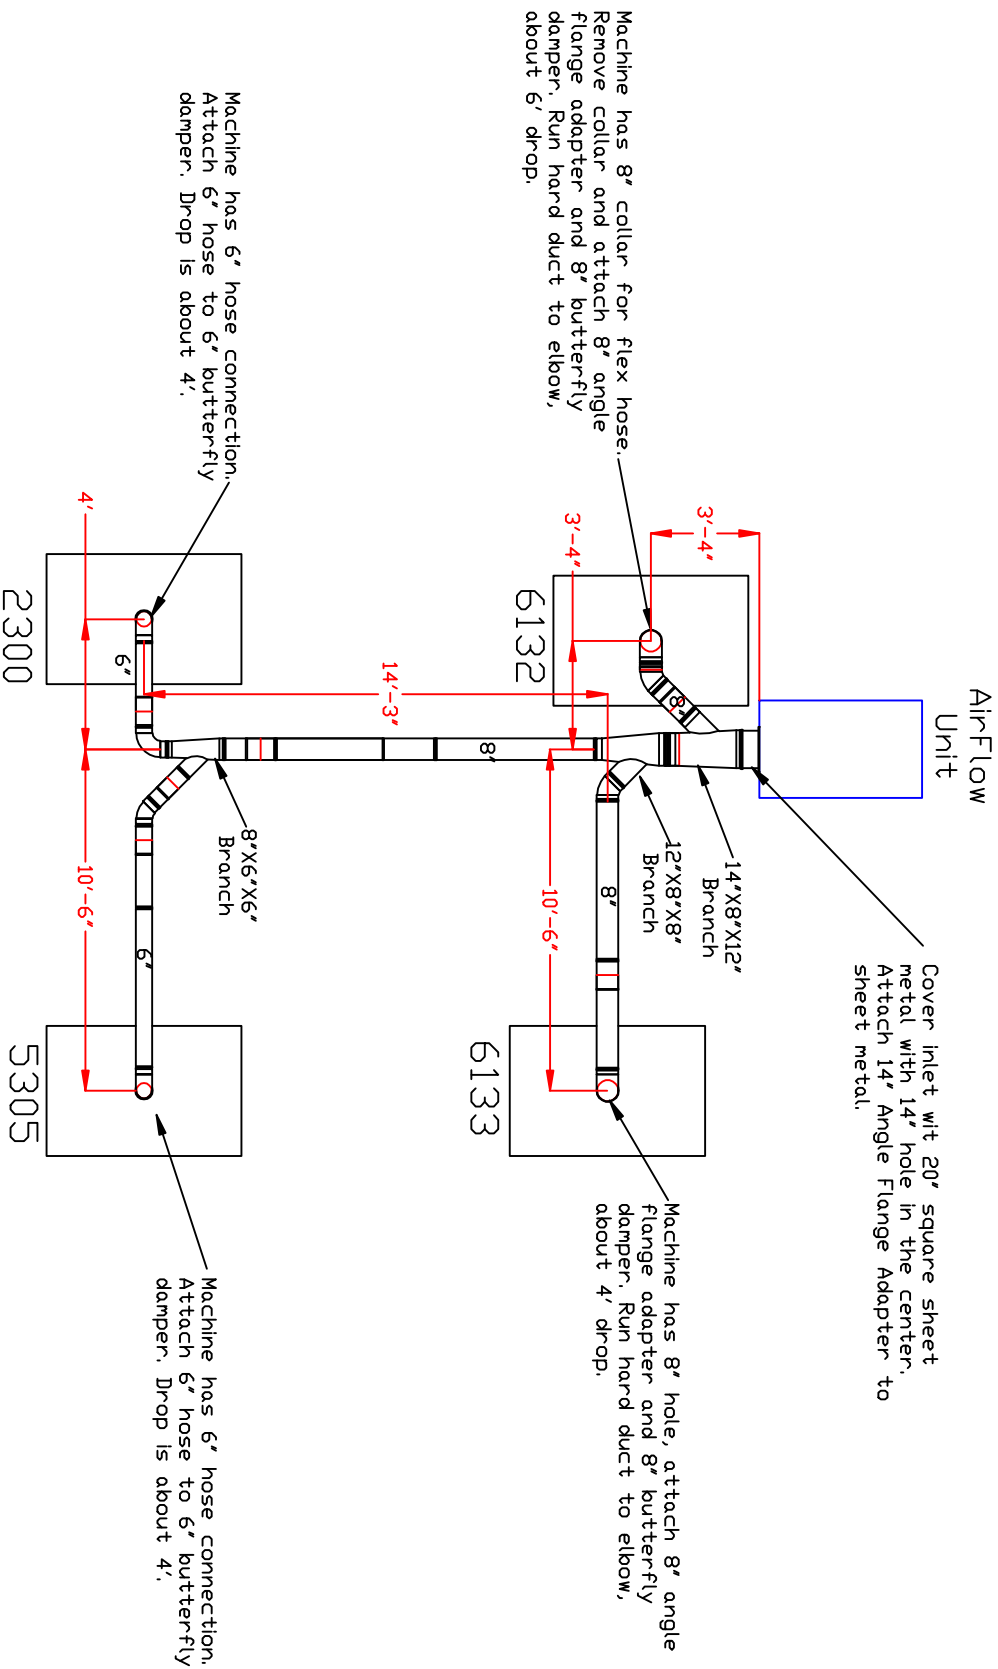 AirFlow
Unit
Cover inlet wit 20" square sheet
metal with 14" hole in the center.
Attach 14" Angle Flange Adapter to
sheet metal.
Machine has 8" collar for flex hose.
Remove collar and attach 8" angle
flange adapter and 8" butterfly
damper. Run hard duct to elbow,
about 6' drop.
3'-4"
3'-4"
6132
8'
14"X8"X12"
Branch
12"X8"X8"
Branch
8"
10'-6"
6133
Machine has 8" hole, attach 8" angle
flange adapter and 8" butterfly
damper. Run hard duct to elbow,
about 4' drop.
8'
14'-3"
Machine has 6" hose connection.
Attach 6" hose to 6" butterfly
damper. Drop is about 4'.
4'
6"
2300
8"X6"X6"
Branch
10'-6"
6"
5305
Machine has 6" hose connection.
Attach 6" hose to 6" butterfly
damper. Drop is about 4'.